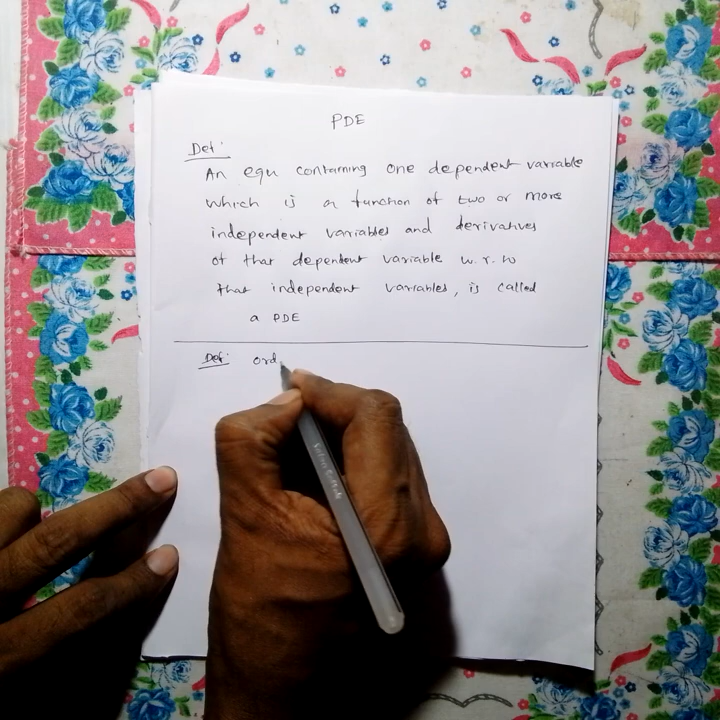 PDE
Def:
An equ containing one dependent variable
which is a function of two or more
independent variables and derivatives
of that dependent variable w.r.to
that independent variables, is called
a PDE
Def: ord